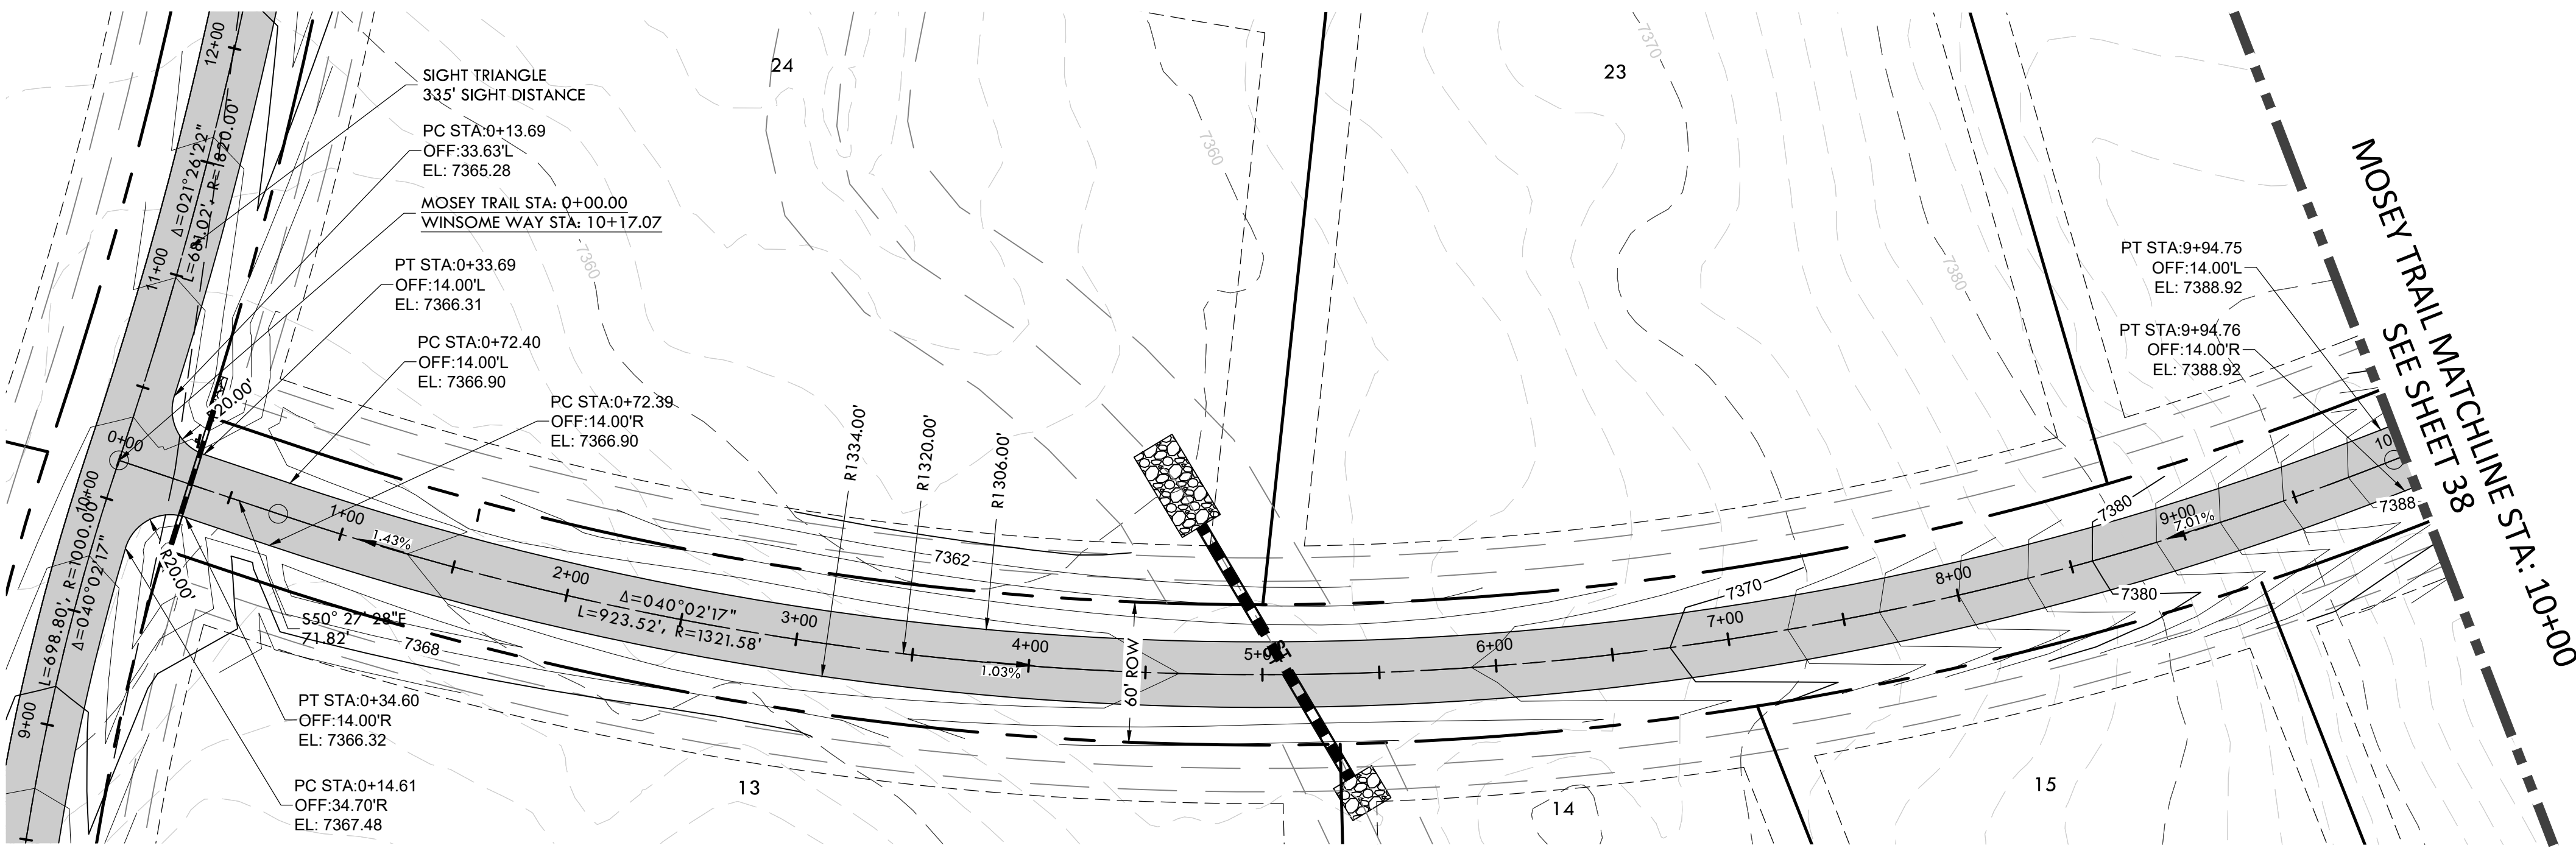 12+00
24
23
7370
SIGHT TRIANGLE
335' SIGHT DISTANCE
PC STA:0+13.69
OFF:33.63'L
EL: 7365.28
7360
Δ=021°26'22"
L=681.02', R=1820.00'
MOSEY TRAIL STA: 0+00.00
WINSOME WAY STA: 10+17.07
7360
11+00
PT STA:0+33.69
OFF:14.00'L
EL: 7366.31
7380
PT STA:9+94.75
OFF:14.00'L
EL: 7388.92
PC STA:0+72.40
OFF:14.00'L
EL: 7366.90
PT STA:9+94.76
OFF:14.00'R
EL: 7388.92
MOSEY TRAIL MATCHLINE STA: 10+00
SEE SHEET 38
R20.00'
PC STA:0+72.39
OFF:14.00'R
EL: 7366.90
R1334.00'
R1320.00'
R1306.00'
0+00
10
10+00
1+00
1.43%
7362
7380
9+00
7.01%
7388
R20.00'
2+00
Δ=040°02'17"
L=923.52', R=1321.58'
3+00
4+00
1.03%
6+00
7370
7+00
8+00
7380
L=698.80', R=1000.00'
Δ=040°02'17"
S50° 27' 28"E
71.82'
7368
60' ROW
9+00
PT STA:0+34.60
OFF:14.00'R
EL: 7366.32
PC STA:0+14.61
OFF:34.70'R
EL: 7367.48
13
14
15